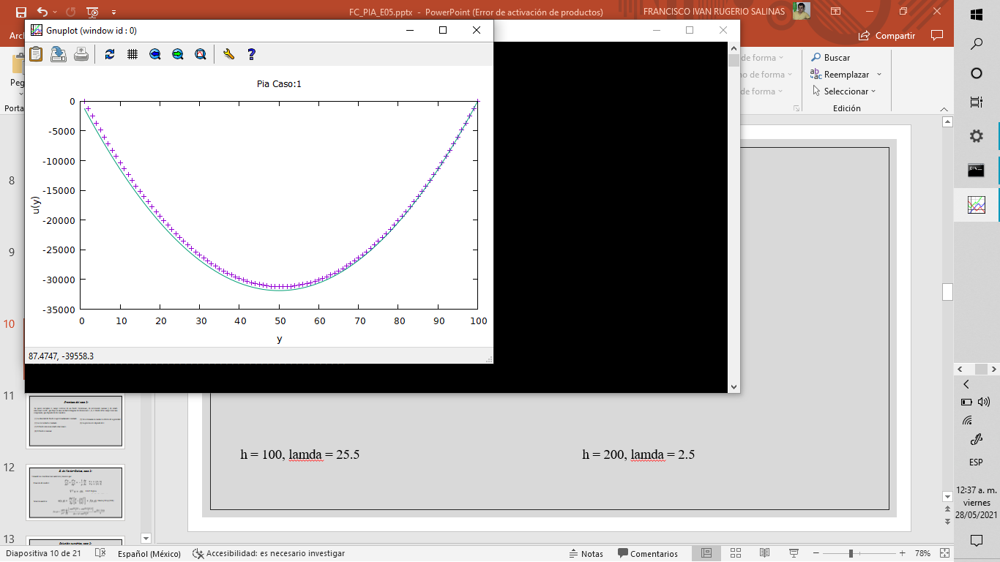 FC_PIA_E05.pptx - PowerPoint (Error de activación de productos)
FRANCISCO IVAN RUGERIO SALINAS
Gnuplot (window id : 0)
Arc
Compartir
Peg
Porta
de forma
no de forma
de forma
Buscar
Reemplazar
Seleccionar
Edición
Pia Caso:1
0
-5000
-10000
-15000
-20000
-25000
-30000
-35000
u(y)
0 10 20 30 40 50 60 70 80 90 100
y
87.4747, -39558.3
8
9
10
11
12
13
h = 100, lamda = 25.5
h = 200, lamda = 2.5
ESP
12:37 a. m.
viernes
28/05/2021
Diapositiva 10 de 21
Español (México)
Accesibilidad: es necesario investigar
Notas
Comentarios
78%